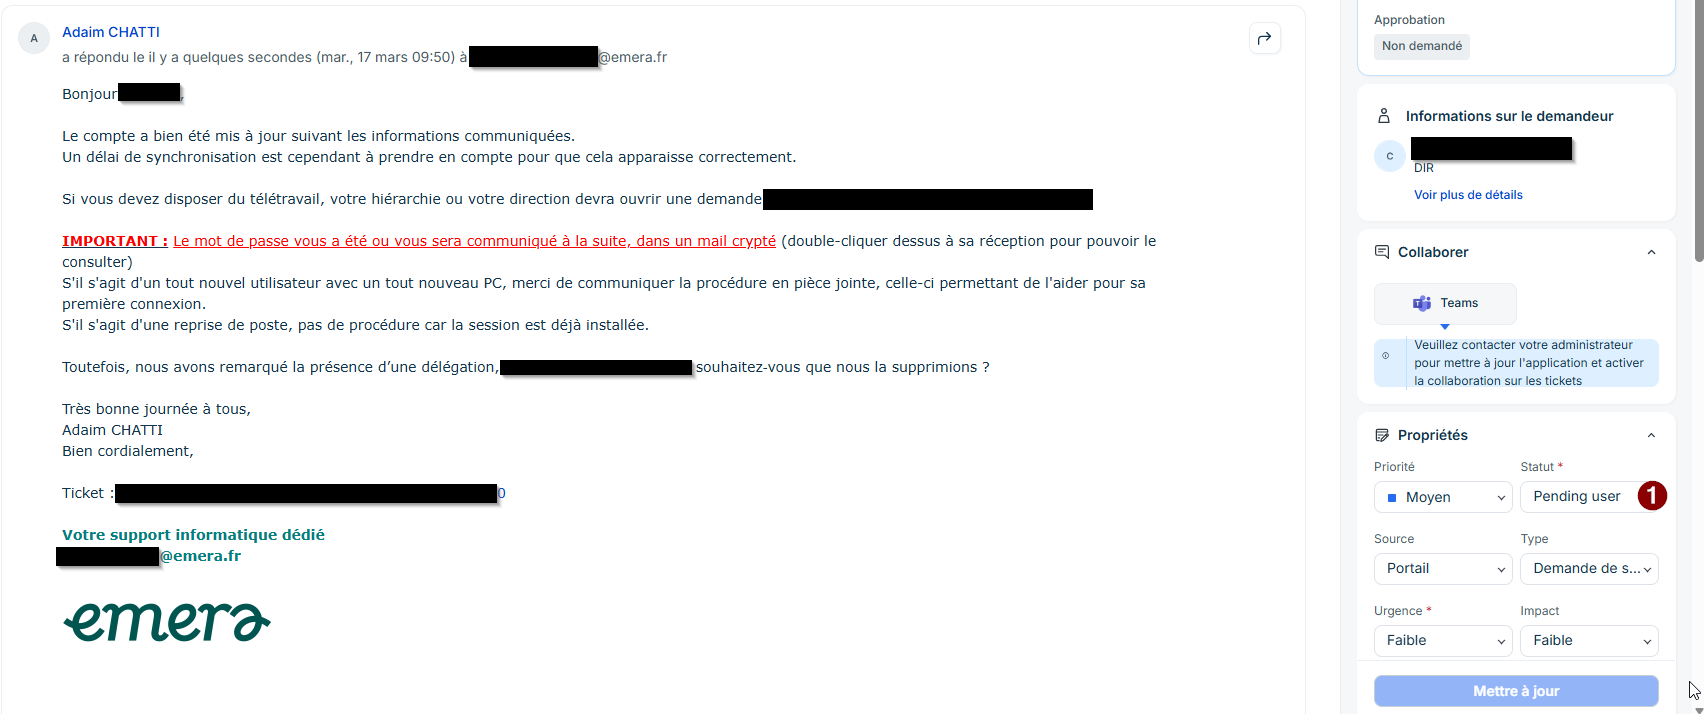 A
Adaim CHATTI
a répondu le il y a quelques secondes (mar., 17 mars 09:50) à @emera.fr
Bonjour ,
Le compte a bien été mis à jour suivant les informations communiquées.
Un délai de synchronisation est cependant à prendre en compte pour que cela apparaisse correctement.
Si vous devez disposer du télétravail, votre hiérarchie ou votre direction devra ouvrir une demande
IMPORTANT : Le mot de passe vous a été ou vous sera communiqué à la suite, dans un mail crypté (double-cliquer dessus à sa réception pour pouvoir le
consulter)
S'il s'agit d'un tout nouvel utilisateur avec un tout nouveau PC, merci de communiquer la procédure en pièce jointe, celle-ci permettant de l'aider pour sa
première connexion.
S'il s'agit d'une reprise de poste, pas de procédure car la session est déjà installée.
Toutefois, nous avons remarqué la présence d’une délégation, souhaitez-vous que nous la supprimions ?
Très bonne journée à tous,
Adaim CHATTI
Bien cordialement,
Ticket : 0
Votre support informatique dédié
@emera.fr
emera
Approbation
Non demandé
Informations sur le demandeur
C
DIR
Voir plus de détails
Collaborer
Teams
Veuillez contacter votre administrateur
pour mettre à jour l'application et activer
la collaboration sur les tickets
Propriétés
Priorité Statut *
Moyen Pending user 1
Source Type
Portail Demande de s...
Urgence * Impact
Faible Faible
Mettre à jour